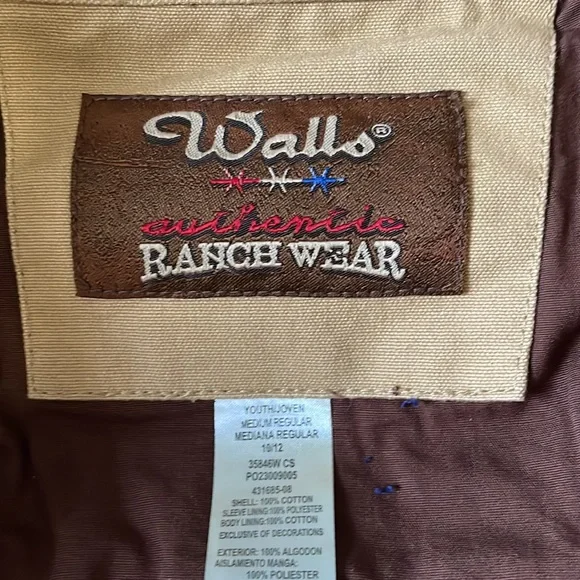 Walls®
authentic
RANCH WEAR
YOUTH/JOVEN
MEDIUM REGULAR
MEDIANA REGULAR
10/12
35846W CS
PO23009005
431685-08
SHELL: 100% COTTON
SLEEVE LINING:100% POLYESTER
BODY LINING:100% COTTON
EXCLUSIVE OF DECORATIONS
EXTERIOR: 100% ALGODON
AISLAMIENTO MANGA:
100% POLIESTER